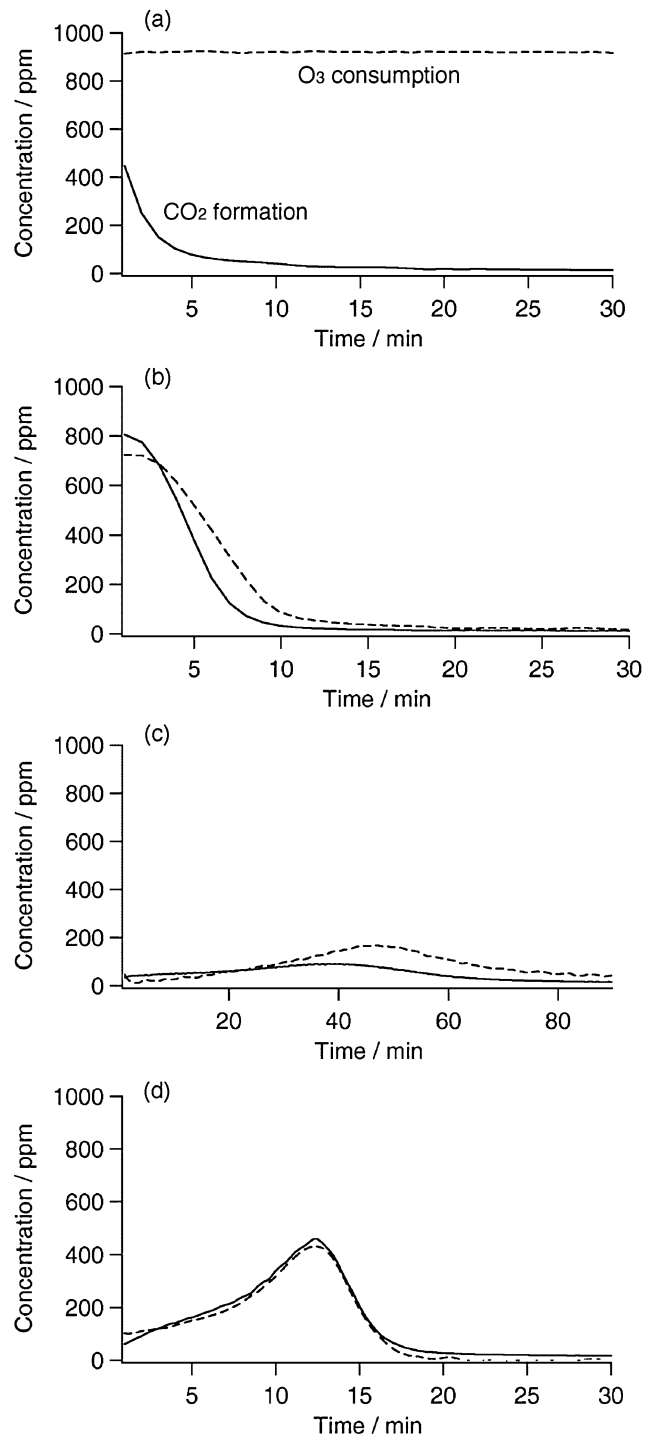 (a)
1000
800
600
400
200
0
Concentration / ppm
O3 consumption
CO2 formation
5 10 15 20 25 30
Time / min
(b)
1000
800
600
400
200
0
Concentration / ppm
5 10 15 20 25 30
Time / min
(c)
1000
800
600
400
200
0
Concentration / ppm
20 40 60 80
Time / min
(d)
1000
800
600
400
200
0
Concentration / ppm
5 10 15 20 25 30
Time / min